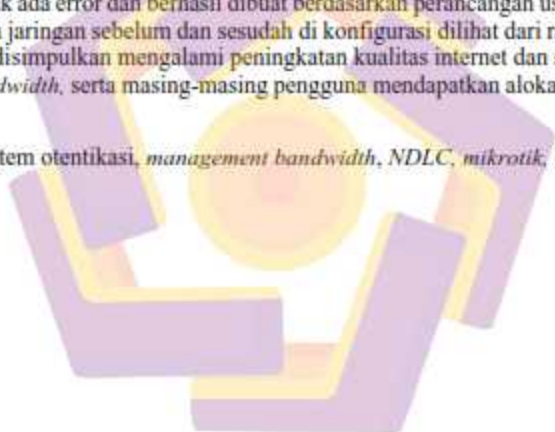 k ada error dan berhasil dibuat berdasarkan perancangan us
jaringan sebelum dan sesudah di konfigurasi dilihat dari
disimpulkan mengalami peningkatan kualitas internet dan
dwidth, serta masing-masing pengguna mendapatkan aloka
tem otentikasi, management bandwidth, NDLC, mikrotik,